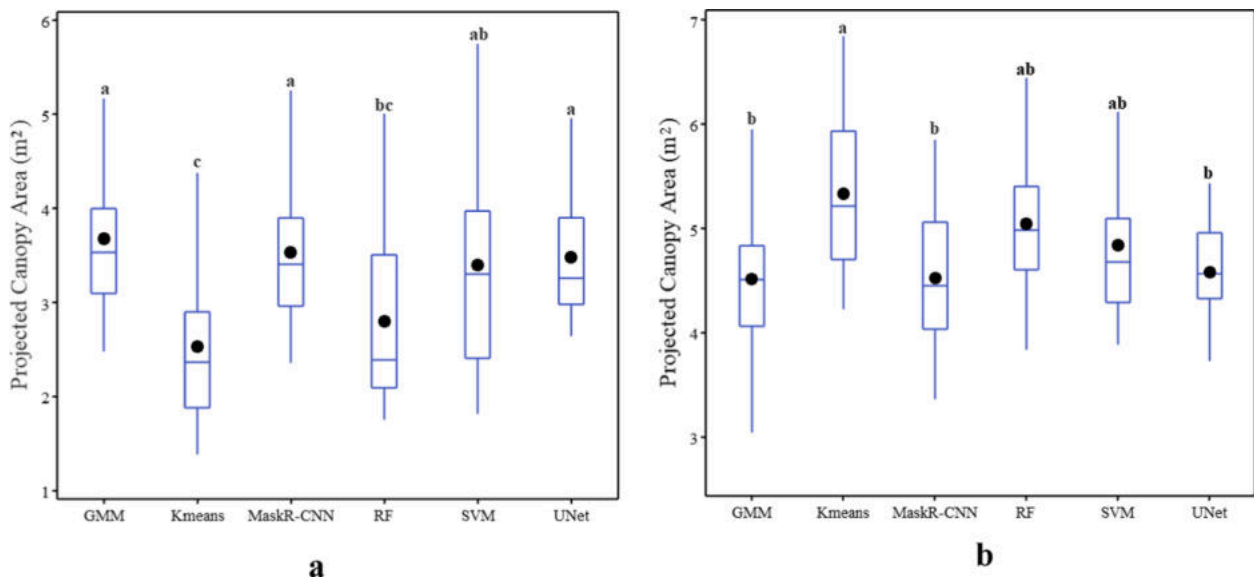 6
5
4
3
2
1
Projected Canopy Area (m²)
a
c
a
bc
ab
a
GMM
Kmeans
MaskR-CNN
RF
SVM
UNet
a
7
6
5
4
3
Projected Canopy Area (m²)
b
a
b
ab
ab
b
GMM
Kmeans
MaskR-CNN
RF
SVM
UNet
b